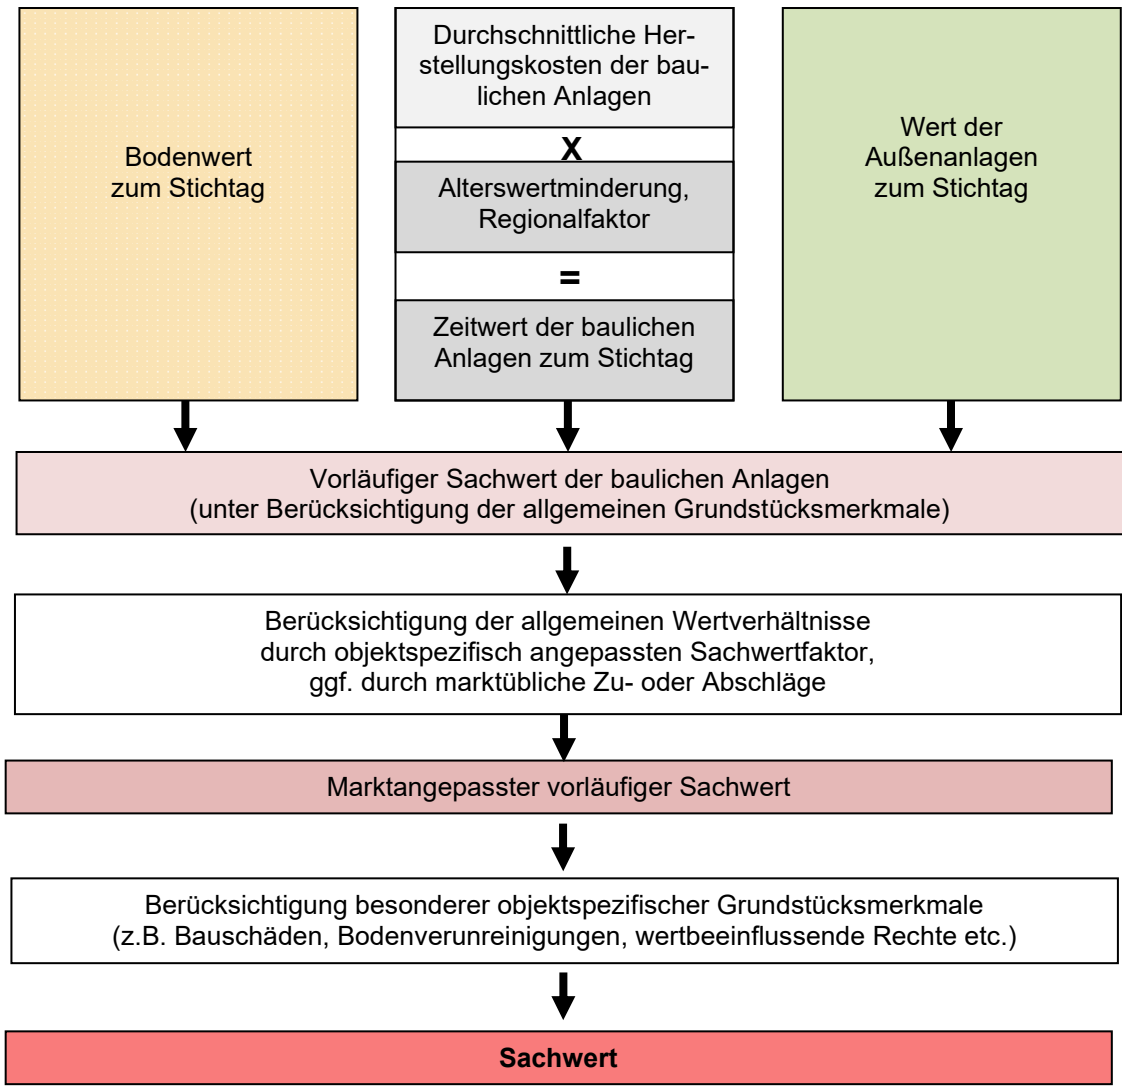 Bodenwert
zum Stichtag
Durchschnittliche Her-
stellungskosten der bau-
lichen Anlagen
X
Alterswertminderung,
Regionalfaktor
=
Zeitwert der baulichen
Anlagen zum Stichtag
Wert der
Außenanlagen
zum Stichtag
Vorläufiger Sachwert der baulichen Anlagen
(unter Berücksichtigung der allgemeinen Grundstücksmerkmale)
Berücksichtigung der allgemeinen Wertverhältnisse
durch objektspezifisch angepassten Sachwertfaktor,
ggf. durch marktübliche Zu- oder Abschläge
Marktangepasster vorläufiger Sachwert
Berücksichtigung besonderer objektspezifischer Grundstücksmerkmale
(z.B. Bauschäden, Bodenverunreinigungen, wertbeeinflussende Rechte etc.)
Sachwert